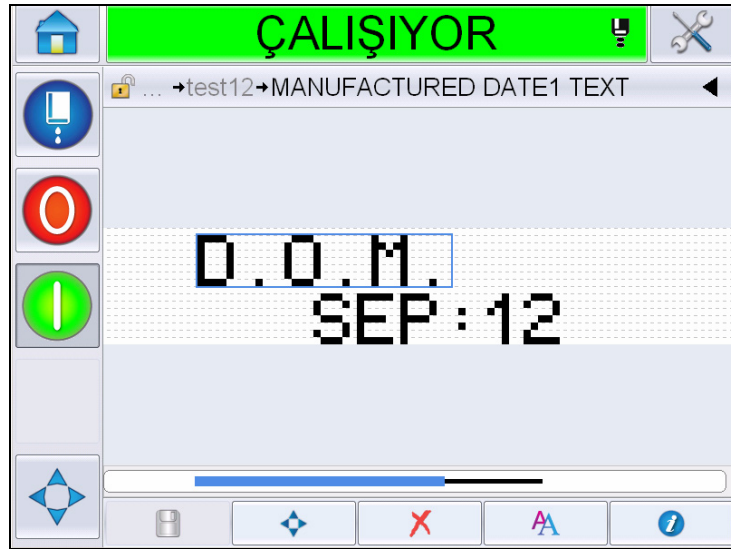 ÇALIŞIYOR
... →test12→MANUFACTURED DATE1 TEXT
D.O.M.
SEP:12